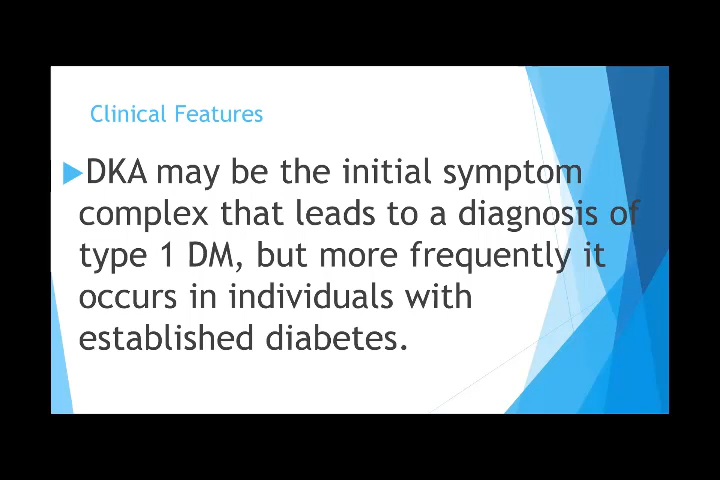 Clinical Features
DKA may be the initial symptom
complex that leads to a diagnosis of
type 1 DM, but more frequently it
occurs in individuals with
established diabetes.